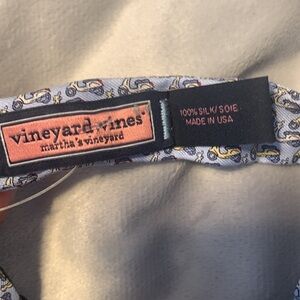 vineyard vines®
martha's vineyard
100% SILK/SOIE
MADE IN USA